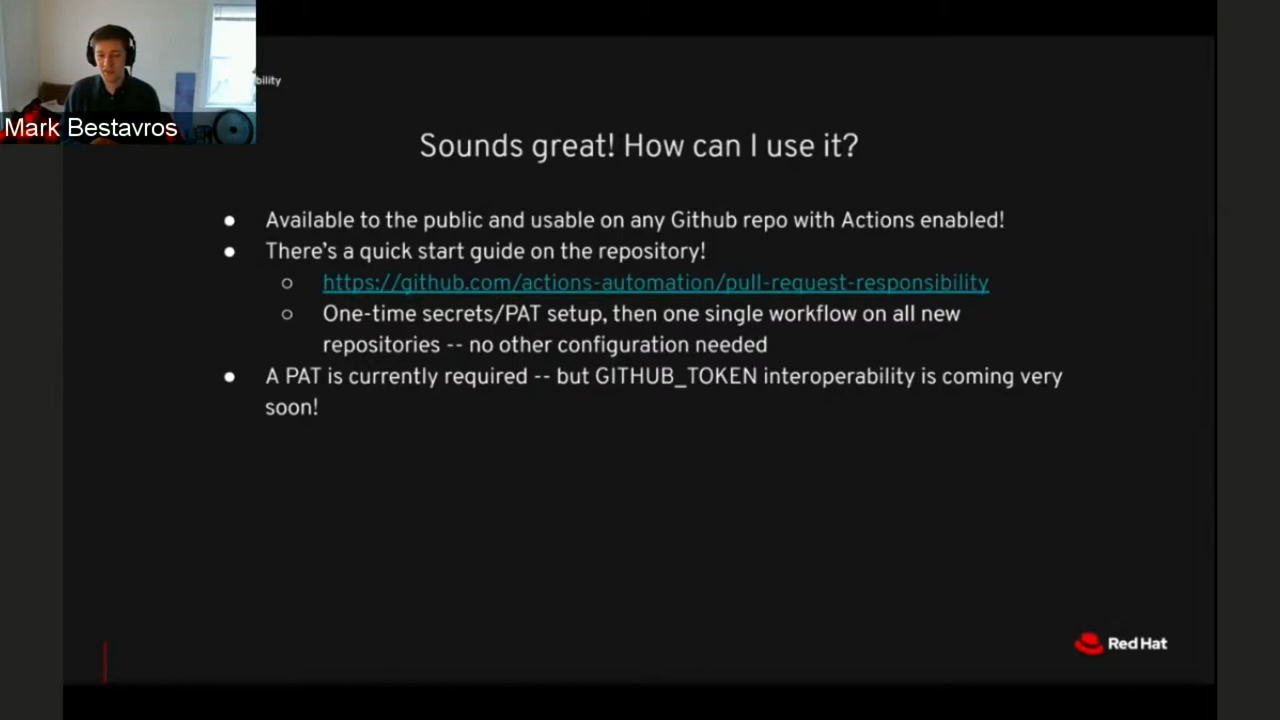 Mark Bestavros
bility
Sounds great! How can I use it?
● Available to the public and usable on any Github repo with Actions enabled!
● There's a quick start guide on the repository!
○ https://github.com/actions-automation/pull-request-responsibility
○ One-time secrets/PAT setup, then one single workflow on all new
repositories -- no other configuration needed
● A PAT is currently required -- but GITHUB_TOKEN interoperability is coming very
soon!
Red Hat